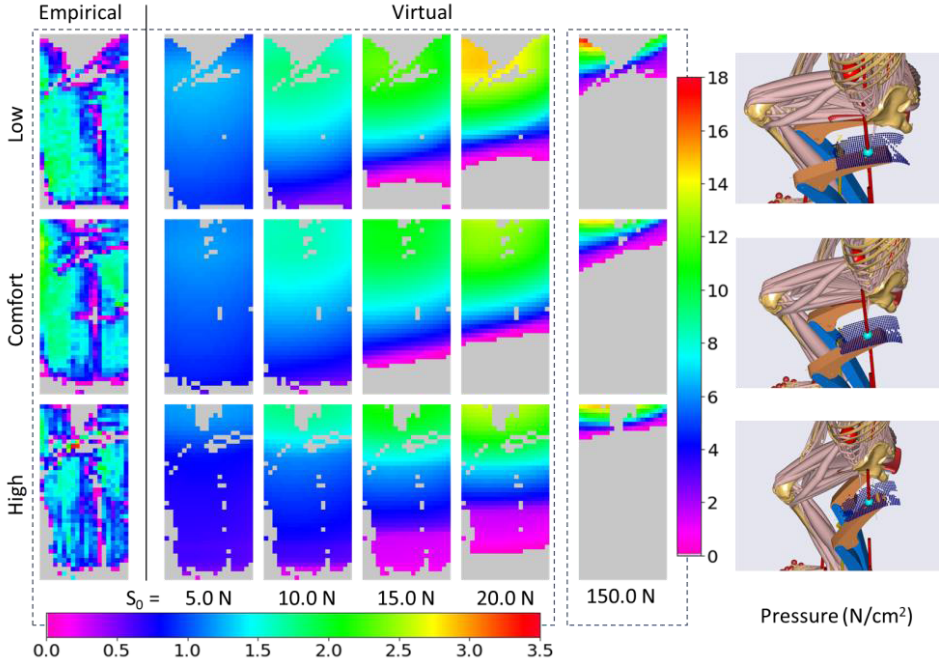 Empirical
Virtual
Low
Comfort
High
18
16
14
12
10
8
6
4
2
0
S₀ = 5.0 N 10.0 N 15.0 N 20.0 N 150.0 N
0.0 0.5 1.0 1.5 2.0 2.5 3.0 3.5
Pressure (N/cm²)